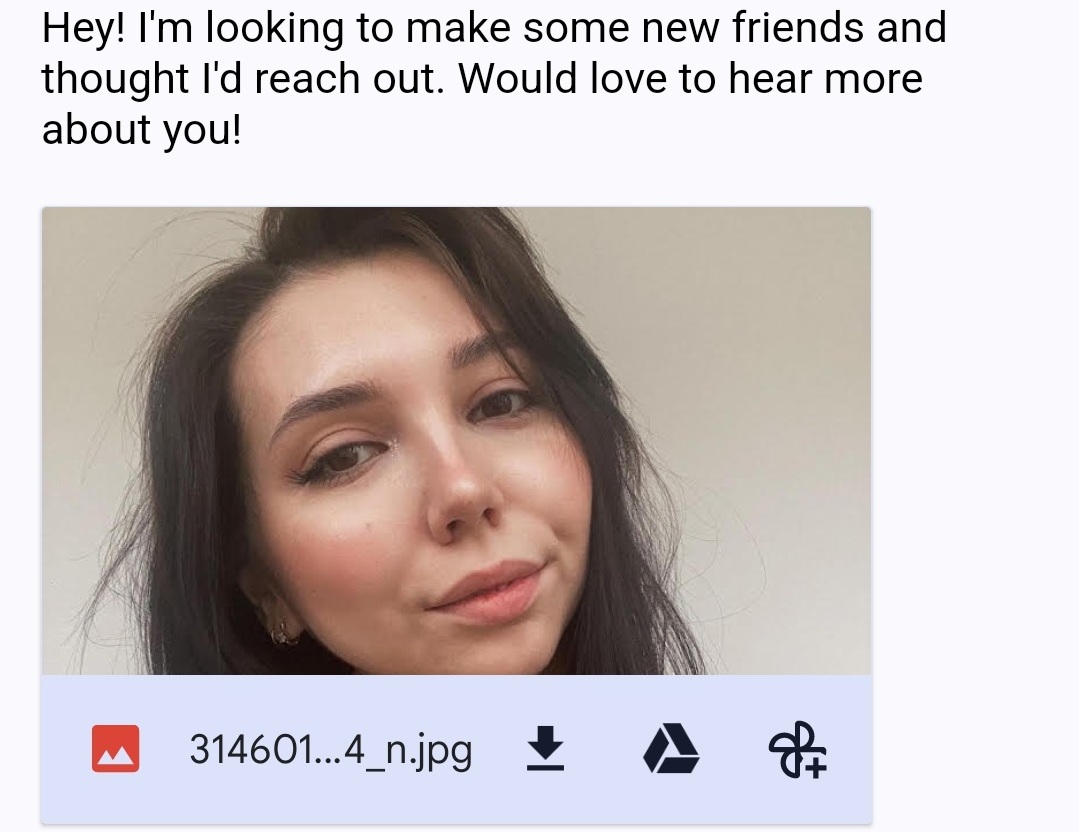 Hey! I'm looking to make some new friends and
thought I'd reach out. Would love to hear more
about you!
314601...4_n.jpg